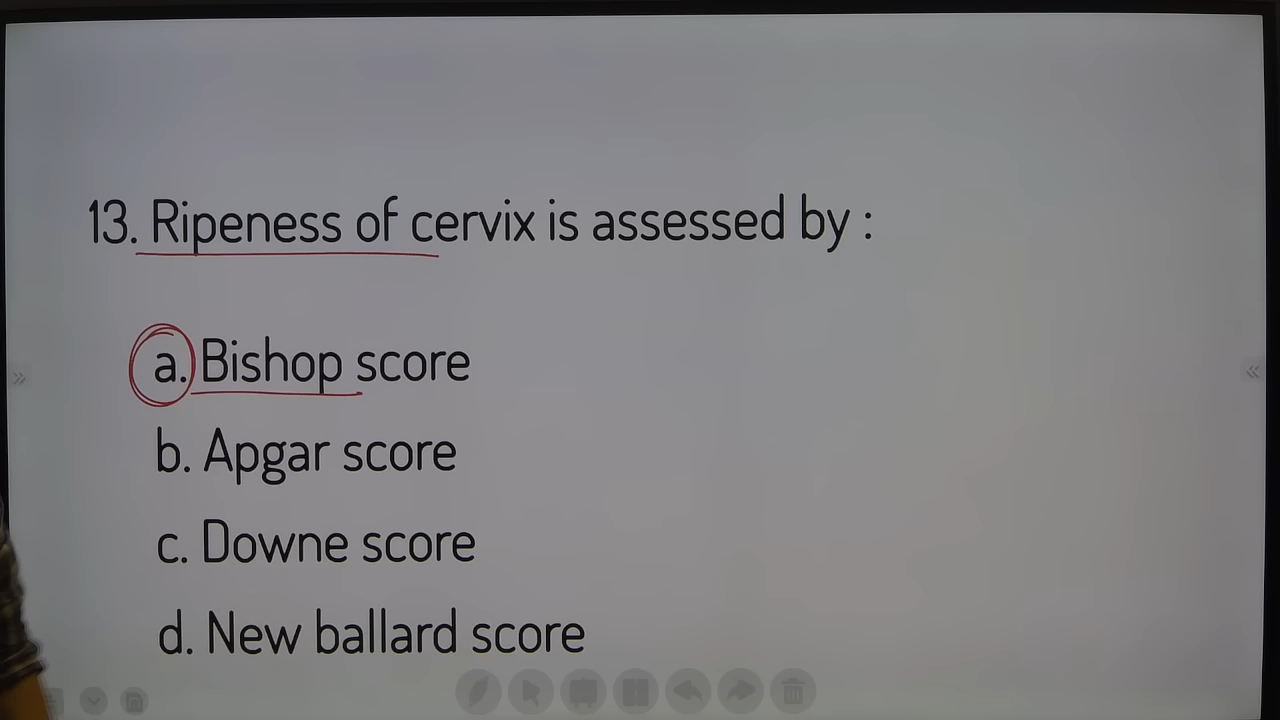 13. Ripeness of cervix is assessed by :
a. Bishop score
b. Apgar score
c. Downe score
d. New ballard score